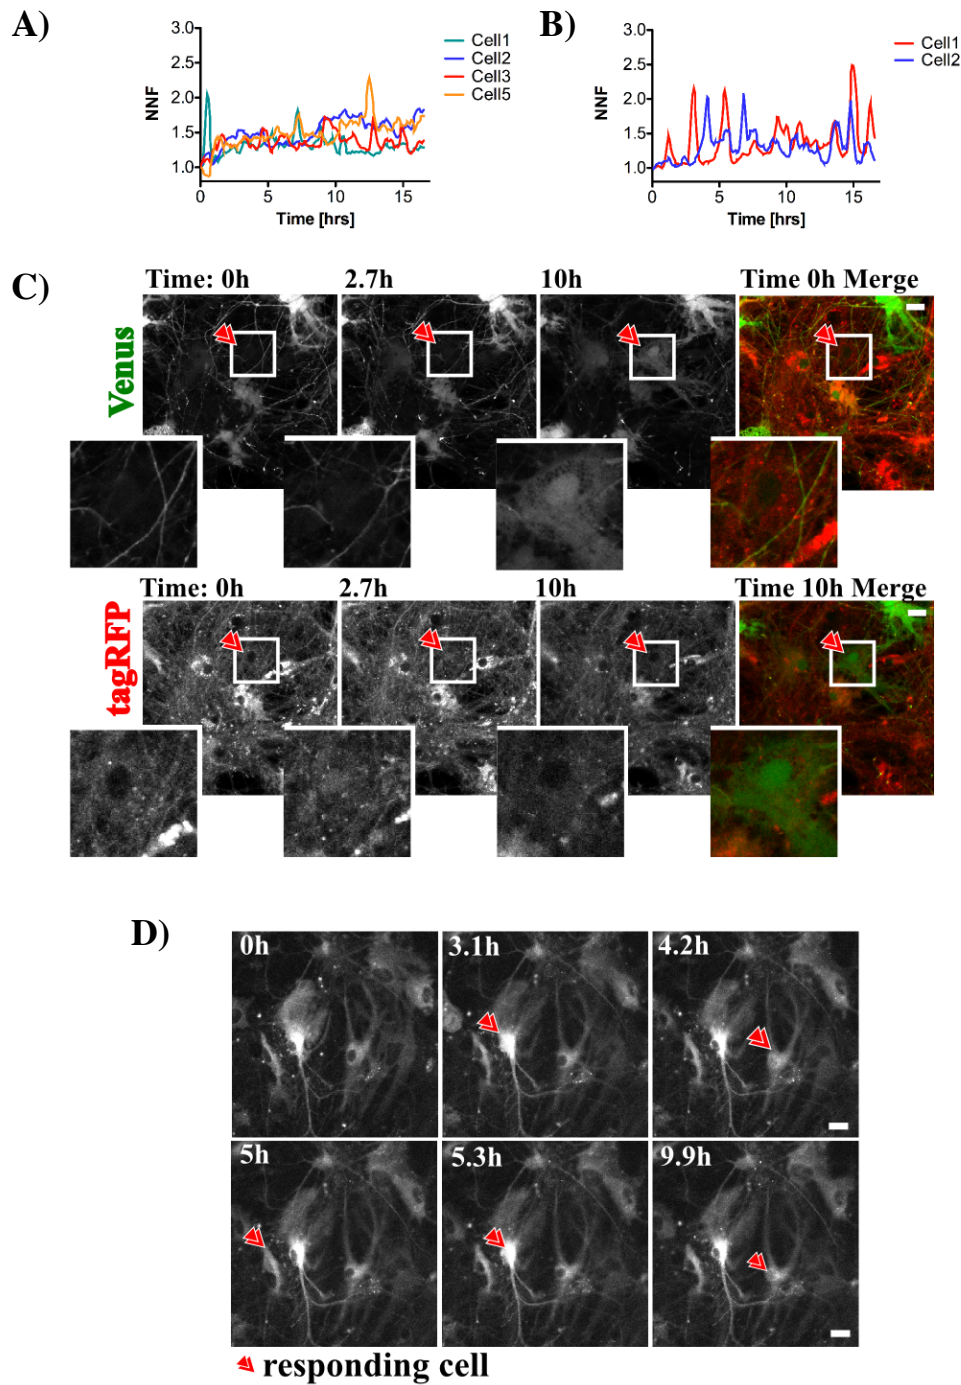 A)
B)
3.0
2.5
2.0
1.5
1.0
NNF
0
5
10
15
Time [hrs]
Cell1
Cell2
Cell3
Cell5
3.0
2.5
2.0
1.5
1.0
NNF
0
5
10
15
Time [hrs]
Cell1
Cell2
C)
Time: 0h
2.7h
10h
Time 0h Merge
Venus
Time: 0h
2.7h
10h
Time 10h Merge
tagRFP
D)
0h
3.1h
4.2h
5h
5.3h
9.9h
responding cell